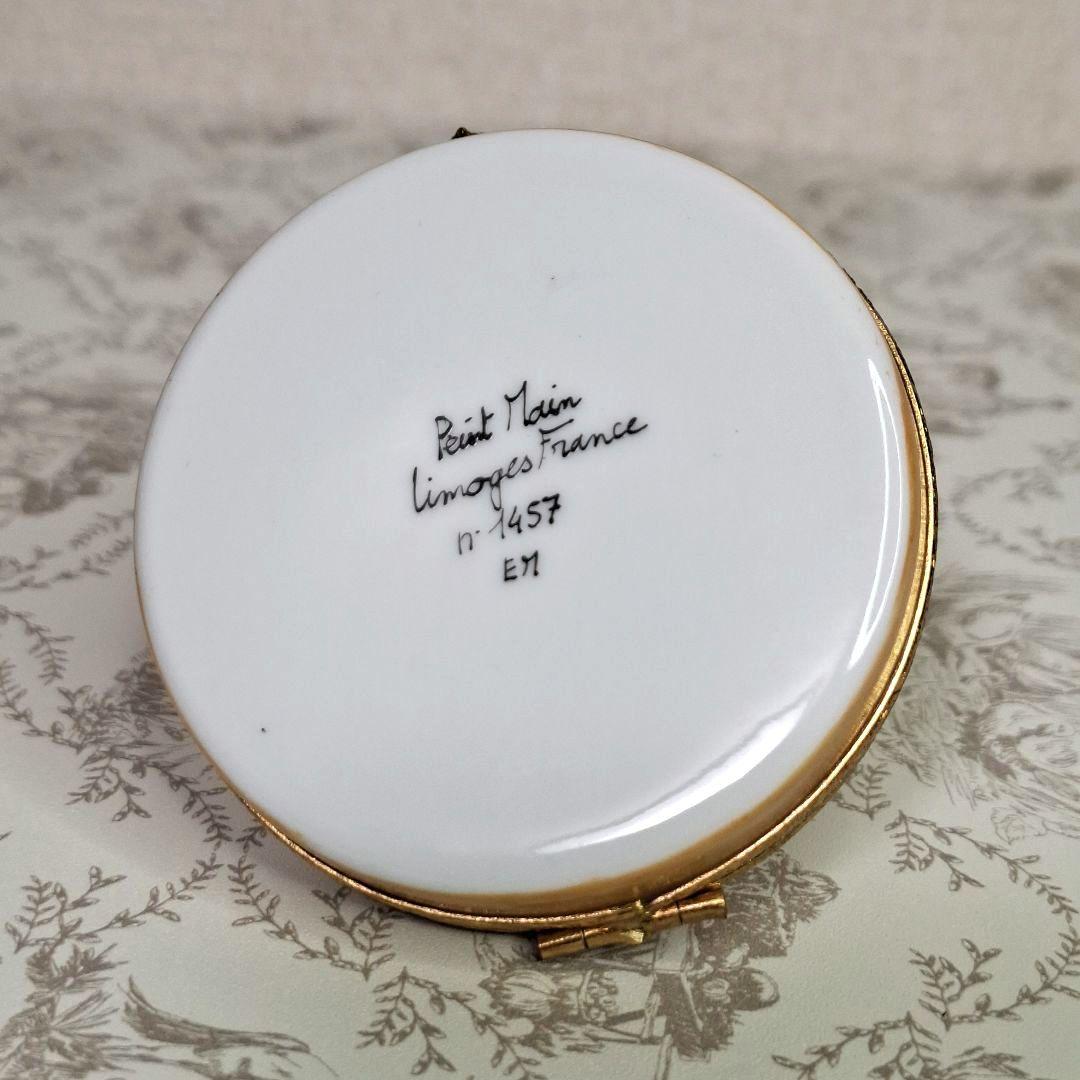 Peint Main
Limoges France
n° 1457
EM